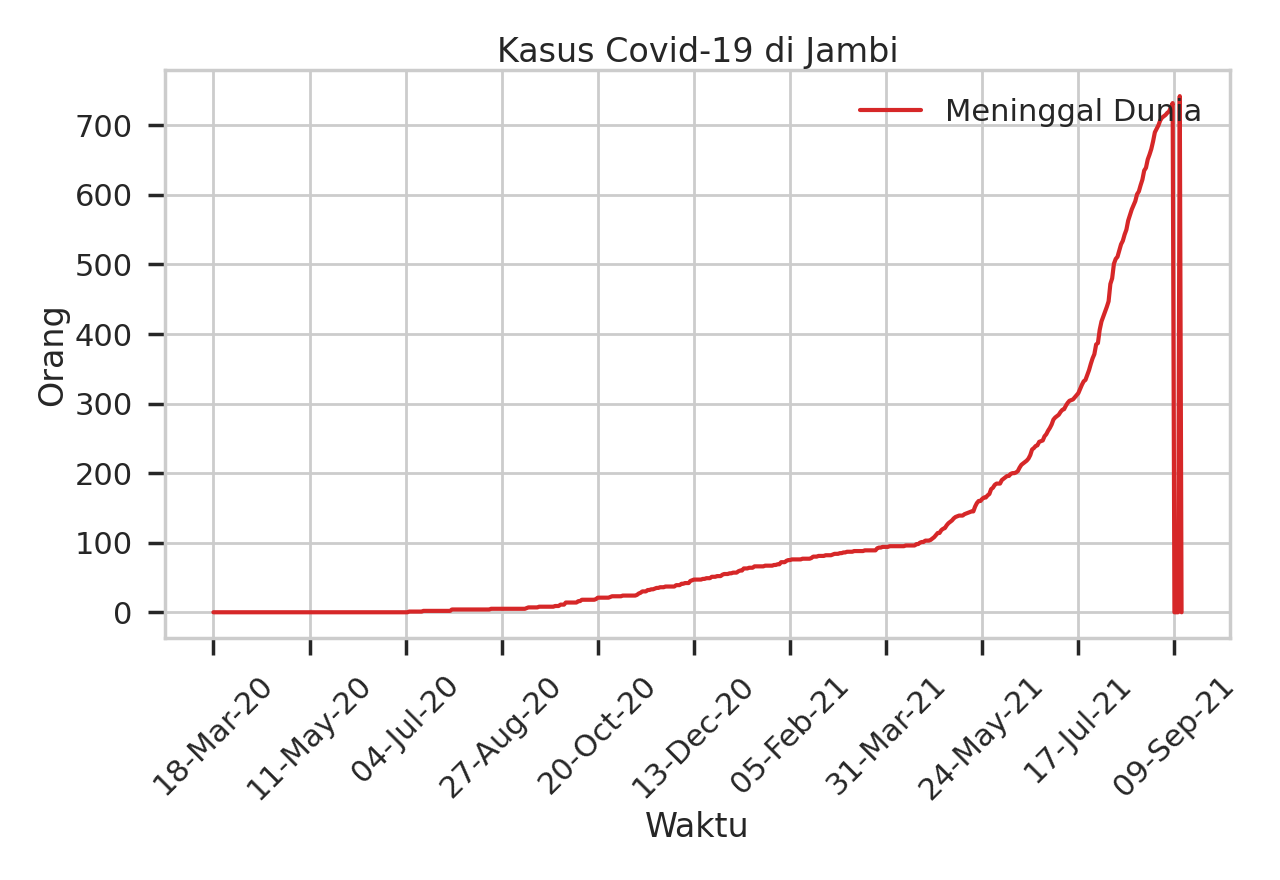 Kasus Covid-19 di Jambi
Meninggal Dunia
700
600
500
400
300
200
100
0
Orang
18-Mar-20
11-May-20
04-Jul-20
27-Aug-20
20-Oct-20
13-Dec-20
05-Feb-21
31-Mar-21
24-May-21
17-Jul-21
09-Sep-21
Waktu